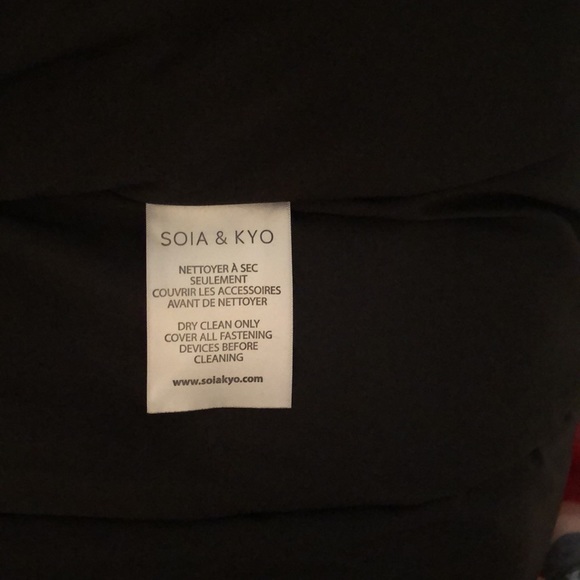 SOIA & KYO
NETTOYER À SEC
SEULEMENT
COUVRIR LES ACCESSOIRES
AVANT DE NETTOYER
DRY CLEAN ONLY
COVER ALL FASTENING
DEVICES BEFORE
CLEANING
www.soiakyo.com